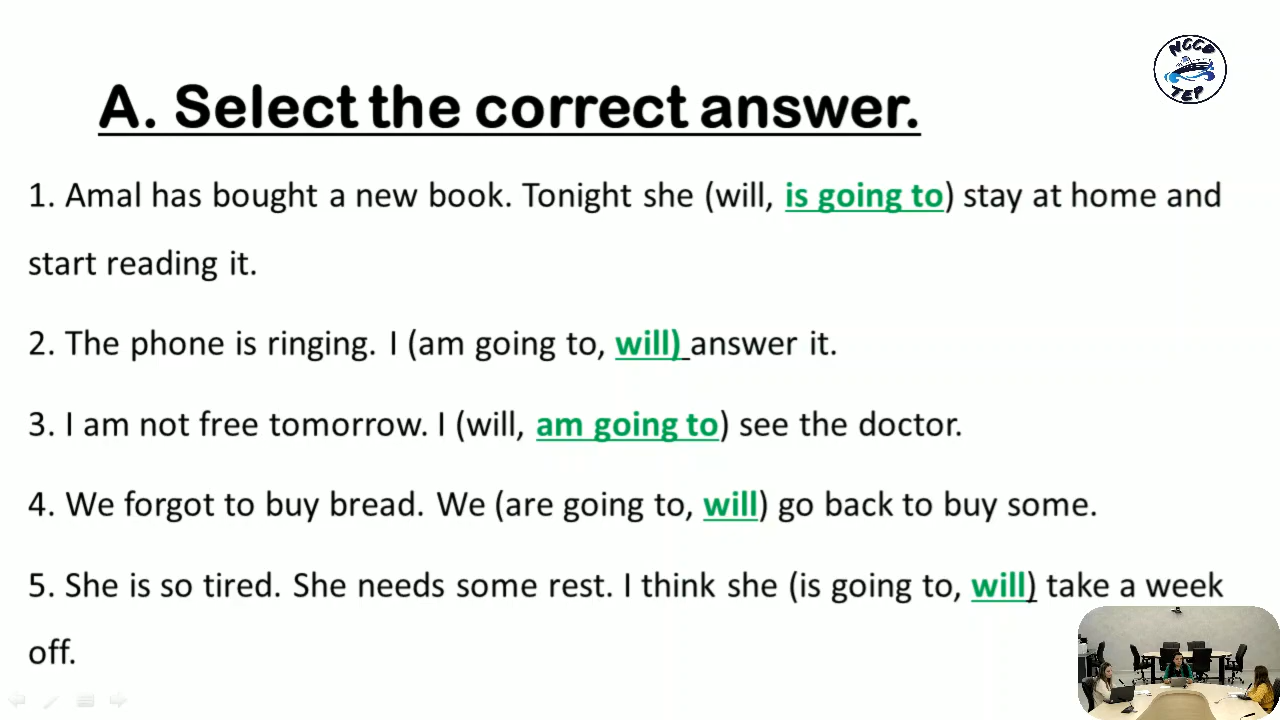 NCCD
TEP
A. Select the correct answer.
1. Amal has bought a new book. Tonight she (will, is going to) stay at home and
start reading it.
2. The phone is ringing. I (am going to, will) answer it.
3. I am not free tomorrow. I (will, am going to) see the doctor.
4. We forgot to buy bread. We (are going to, will) go back to buy some.
5. She is so tired. She needs some rest. I think she (is going to, will) take a week
off.